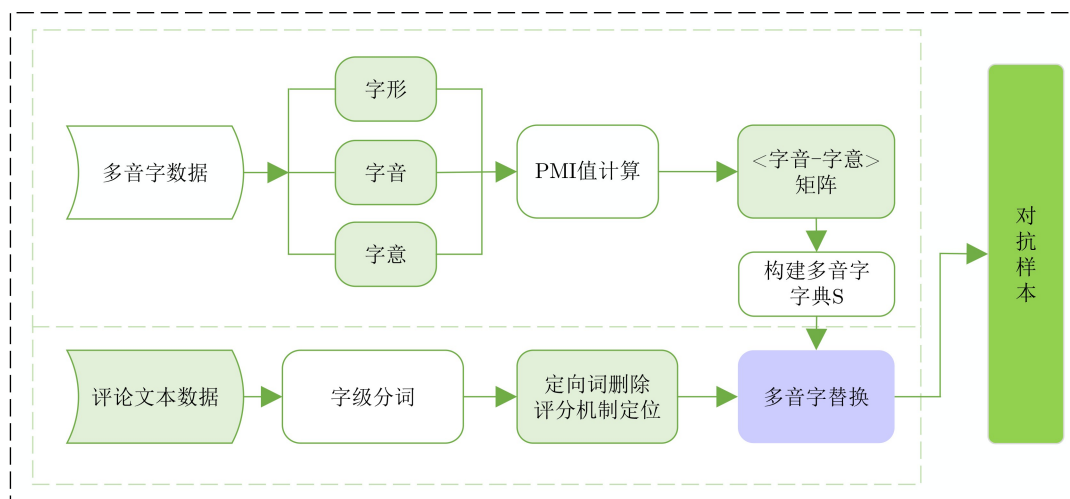 多音字数据
字形
字音
字意
PMI值计算
<字音-字意>
矩阵
构建多音字
字典S
评论文本数据
字级分词
定向词删除
评分机制定位
多音字替换
对
抗
样
本